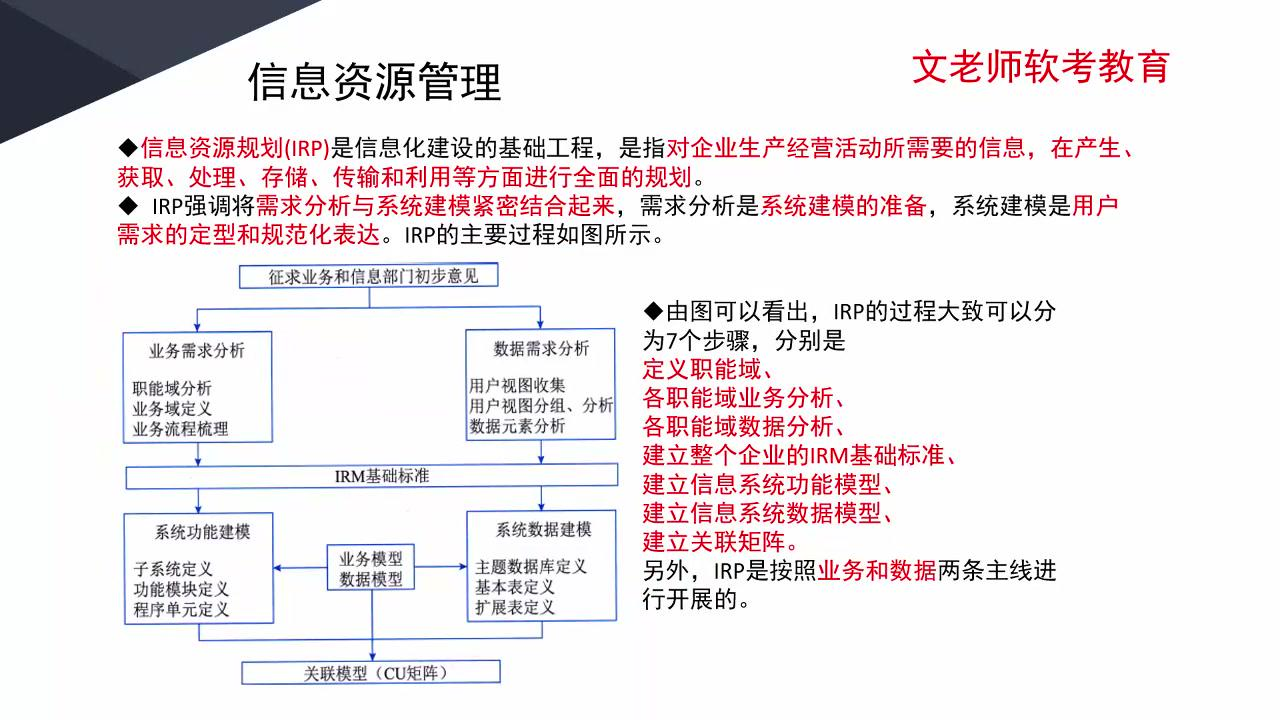 信息资源管理
文老师软考教育
◆信息资源规划(IRP)是信息化建设的基础工程，是指对企业生产经营活动所需要的信息，在产生、
获取、处理、存储、传输和利用等方面进行全面的规划。
◆ IRP强调将需求分析与系统建模紧密结合起来，需求分析是系统建模的准备，系统建模是用户
需求的定型和规范化表达。IRP的主要过程如图所示。
征求业务和信息部门初步意见
业务需求分析
职能域分析
业务域定义
业务流程梳理
数据需求分析
用户视图收集
用户视图分组、分析
数据元素分析
IRM基础标准
系统功能建模
子系统定义
功能模块定义
程序单元定义
业务模型
数据模型
系统数据建模
主题数据库定义
基本表定义
扩展表定义
关联模型（CU矩阵）
◆由图可以看出，IRP的过程大致可以分
为7个步骤，分别是
定义职能域、
各职能域业务分析、
各职能域数据分析、
建立整个企业的IRM基础标准、
建立信息系统功能模型、
建立信息系统数据模型、
建立关联矩阵。
另外，IRP是按照业务和数据两条主线进
行开展的。